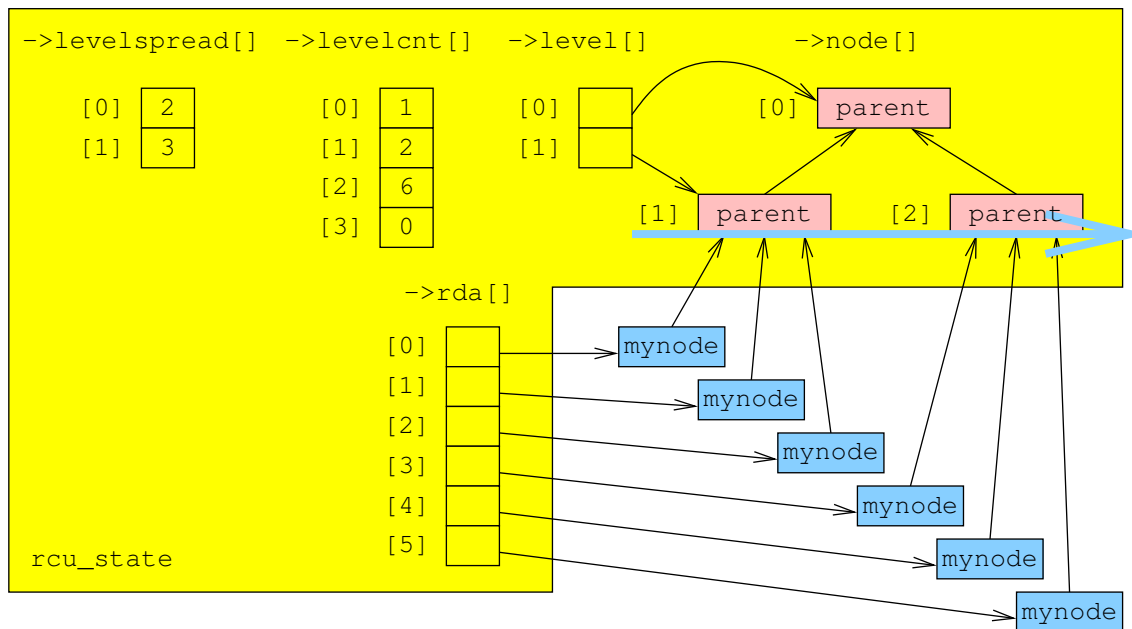 ->levelspread[] ->levelcnt[] ->level[] ->node[]
[0] 2 [0] 1 [0] [0] parent
[1] 3 [1] 2 [1]
[2] 6
[1] parent [2] parent
[3] 0
->rda[]
[0] mynode
[1] mynode
[2] mynode
[3] mynode
[4] mynode
[5]
rcu_state
mynode